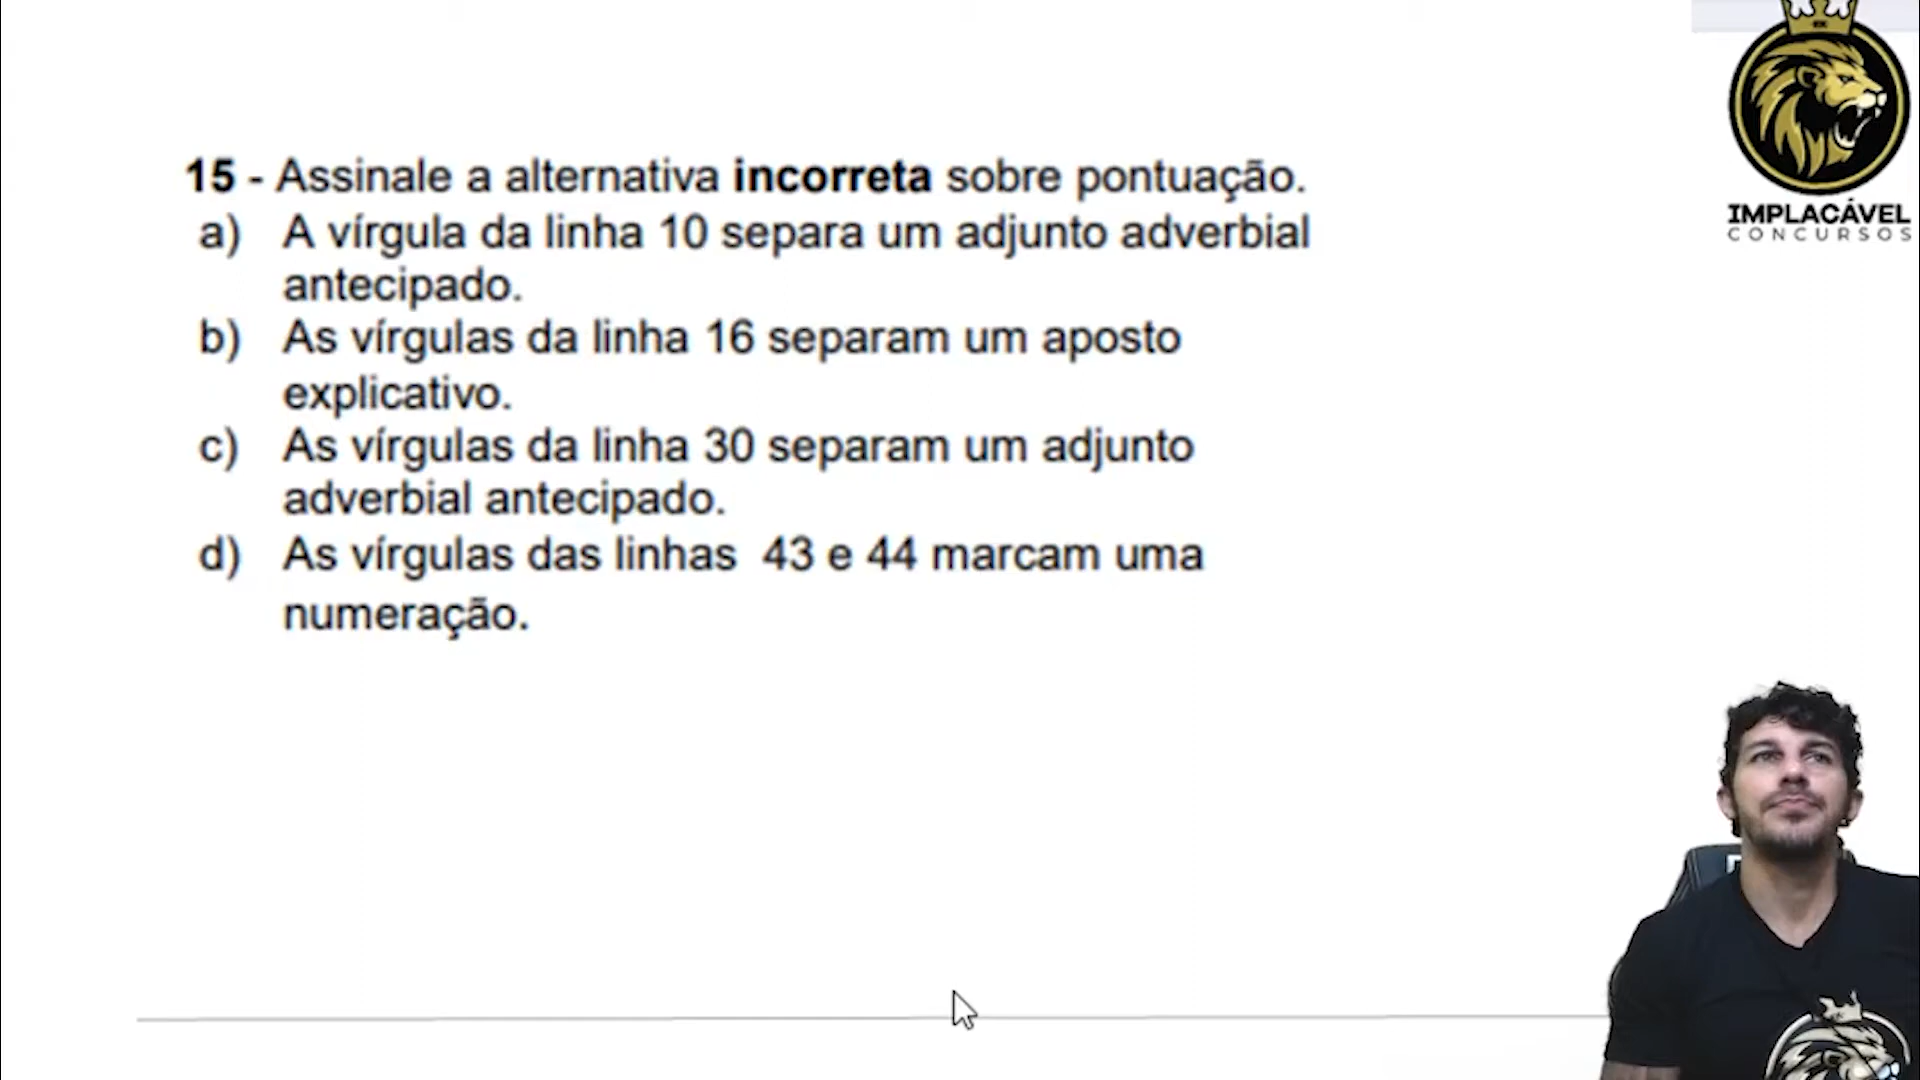 15 - Assinale a alternativa incorreta sobre pontuação.
a) A vírgula da linha 10 separa um adjunto adverbial
antecipado.
b) As vírgulas da linha 16 separam um aposto
explicativo.
c) As vírgulas da linha 30 separam um adjunto
adverbial antecipado.
d) As vírgulas das linhas 43 e 44 marcam uma
numeração.
IMPLACÁVEL
CONCURSOS